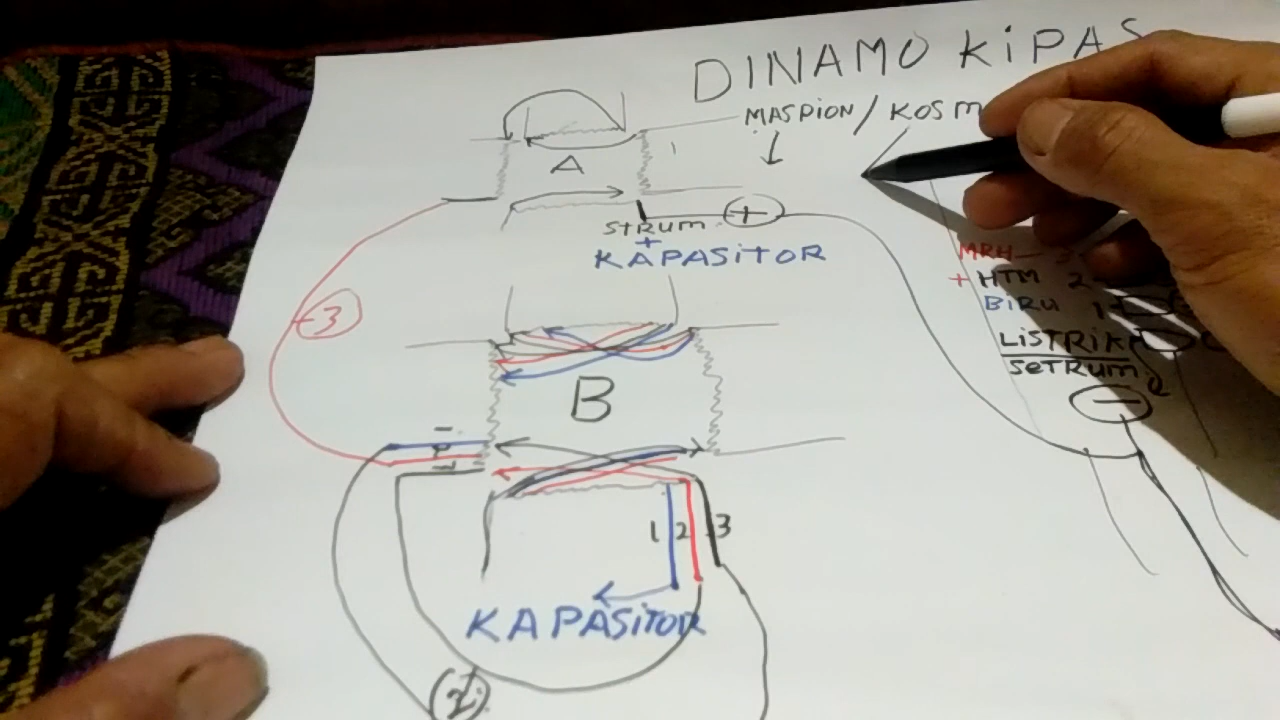 DINAMO KiPAS
MASPION / KOSM
A
STRUM +
+
KAPASiTOR
MRH — 3
+ HTM 2
BiRU 1
LiSTRiK
SETRUM
−
3
B
1 2 3
KAPASiTOR
2